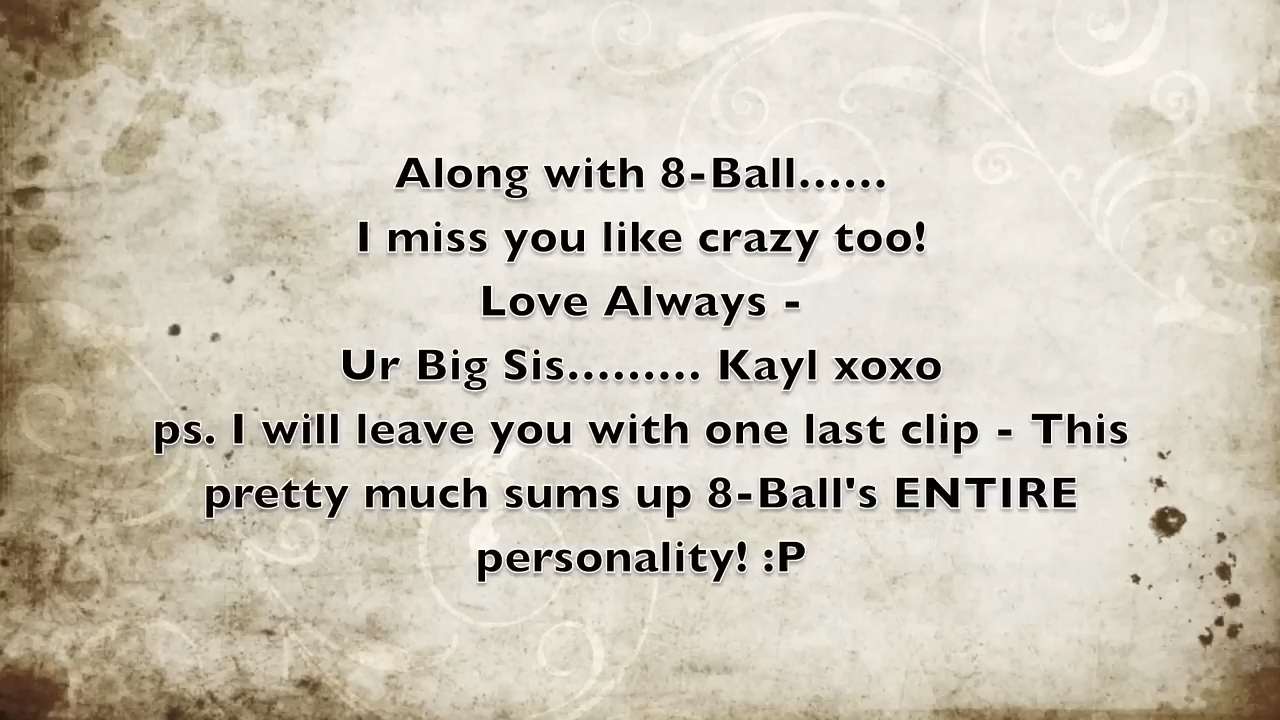 Along with 8-Ball......
I miss you like crazy too!
Love Always -
Ur Big Sis......... Kayl xoxo
ps. I will leave you with one last clip - This
pretty much sums up 8-Ball's ENTIRE
personality! :P